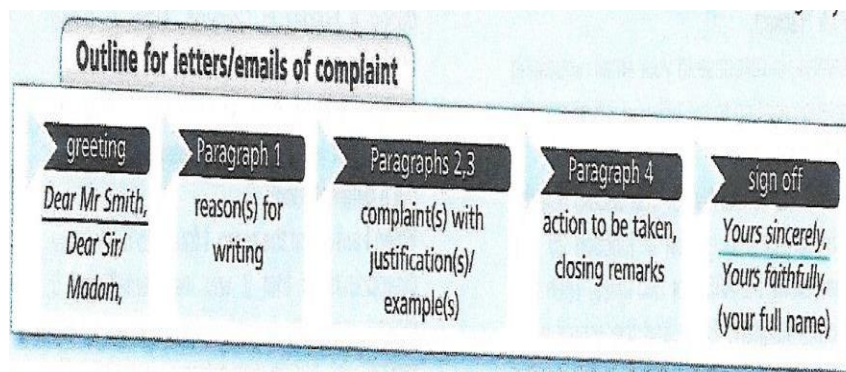 Outline for letters/emails of complaint
greeting
Dear Mr Smith,
Dear Sir/
Madam,
Paragraph 1
reason(s) for
writing
Paragraphs 2,3
complaint(s) with
justification(s)/
example(s)
Paragraph 4
action to be taken,
closing remarks
sign off
Yours sincerely,
Yours faithfully,
(your full name)